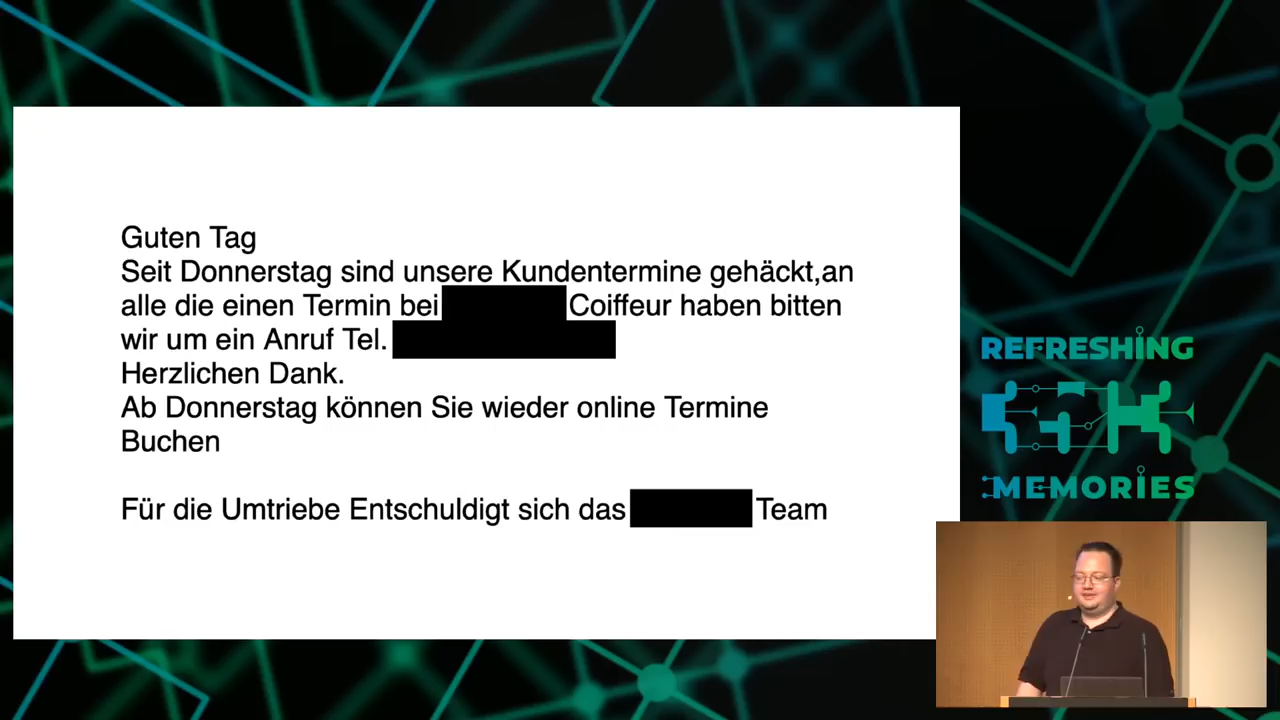 Guten Tag
Seit Donnerstag sind unsere Kundentermine gehäckt,an
alle die einen Termin bei Coiffeur haben bitten
wir um ein Anruf Tel.
Herzlichen Dank.
Ab Donnerstag können Sie wieder online Termine
Buchen
Für die Umtriebe Entschuldigt sich das Team
REFRESHING
MEMORIES